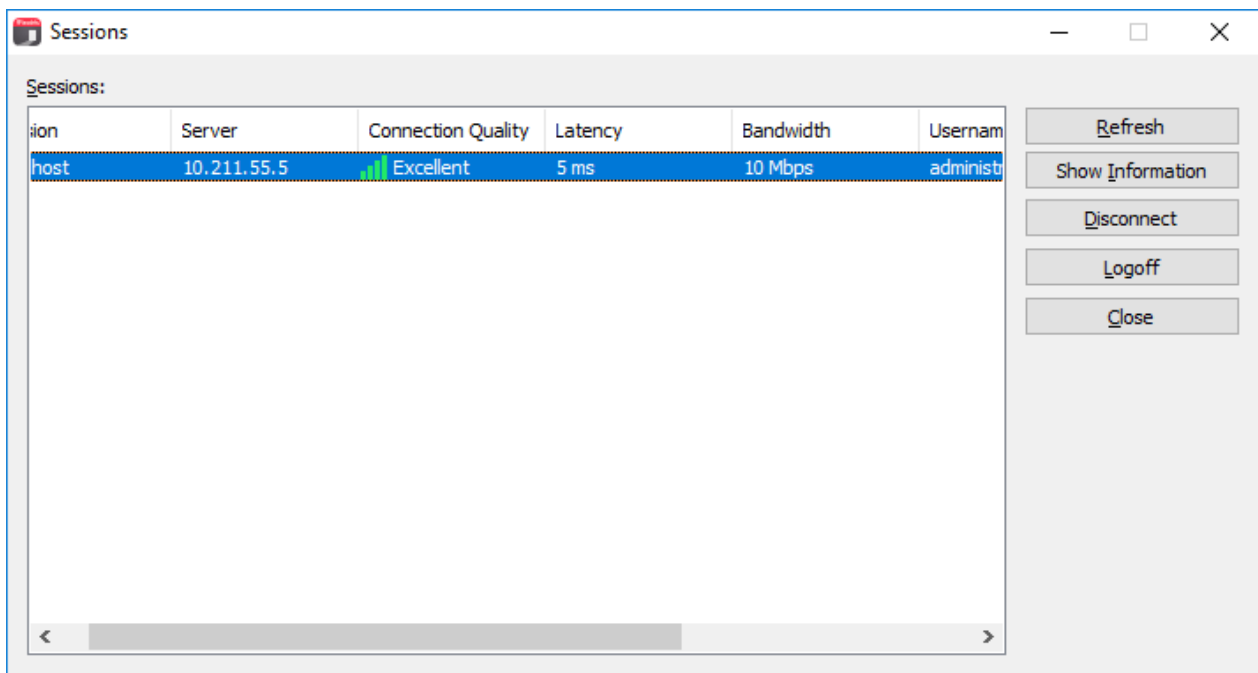 Sessions
Sessions:
sion Server Connection Quality Latency Bandwidth Usernam
host 10.211.55.5 Excellent 5 ms 10 Mbps administr
Refresh
Show Information
Disconnect
Logoff
Close